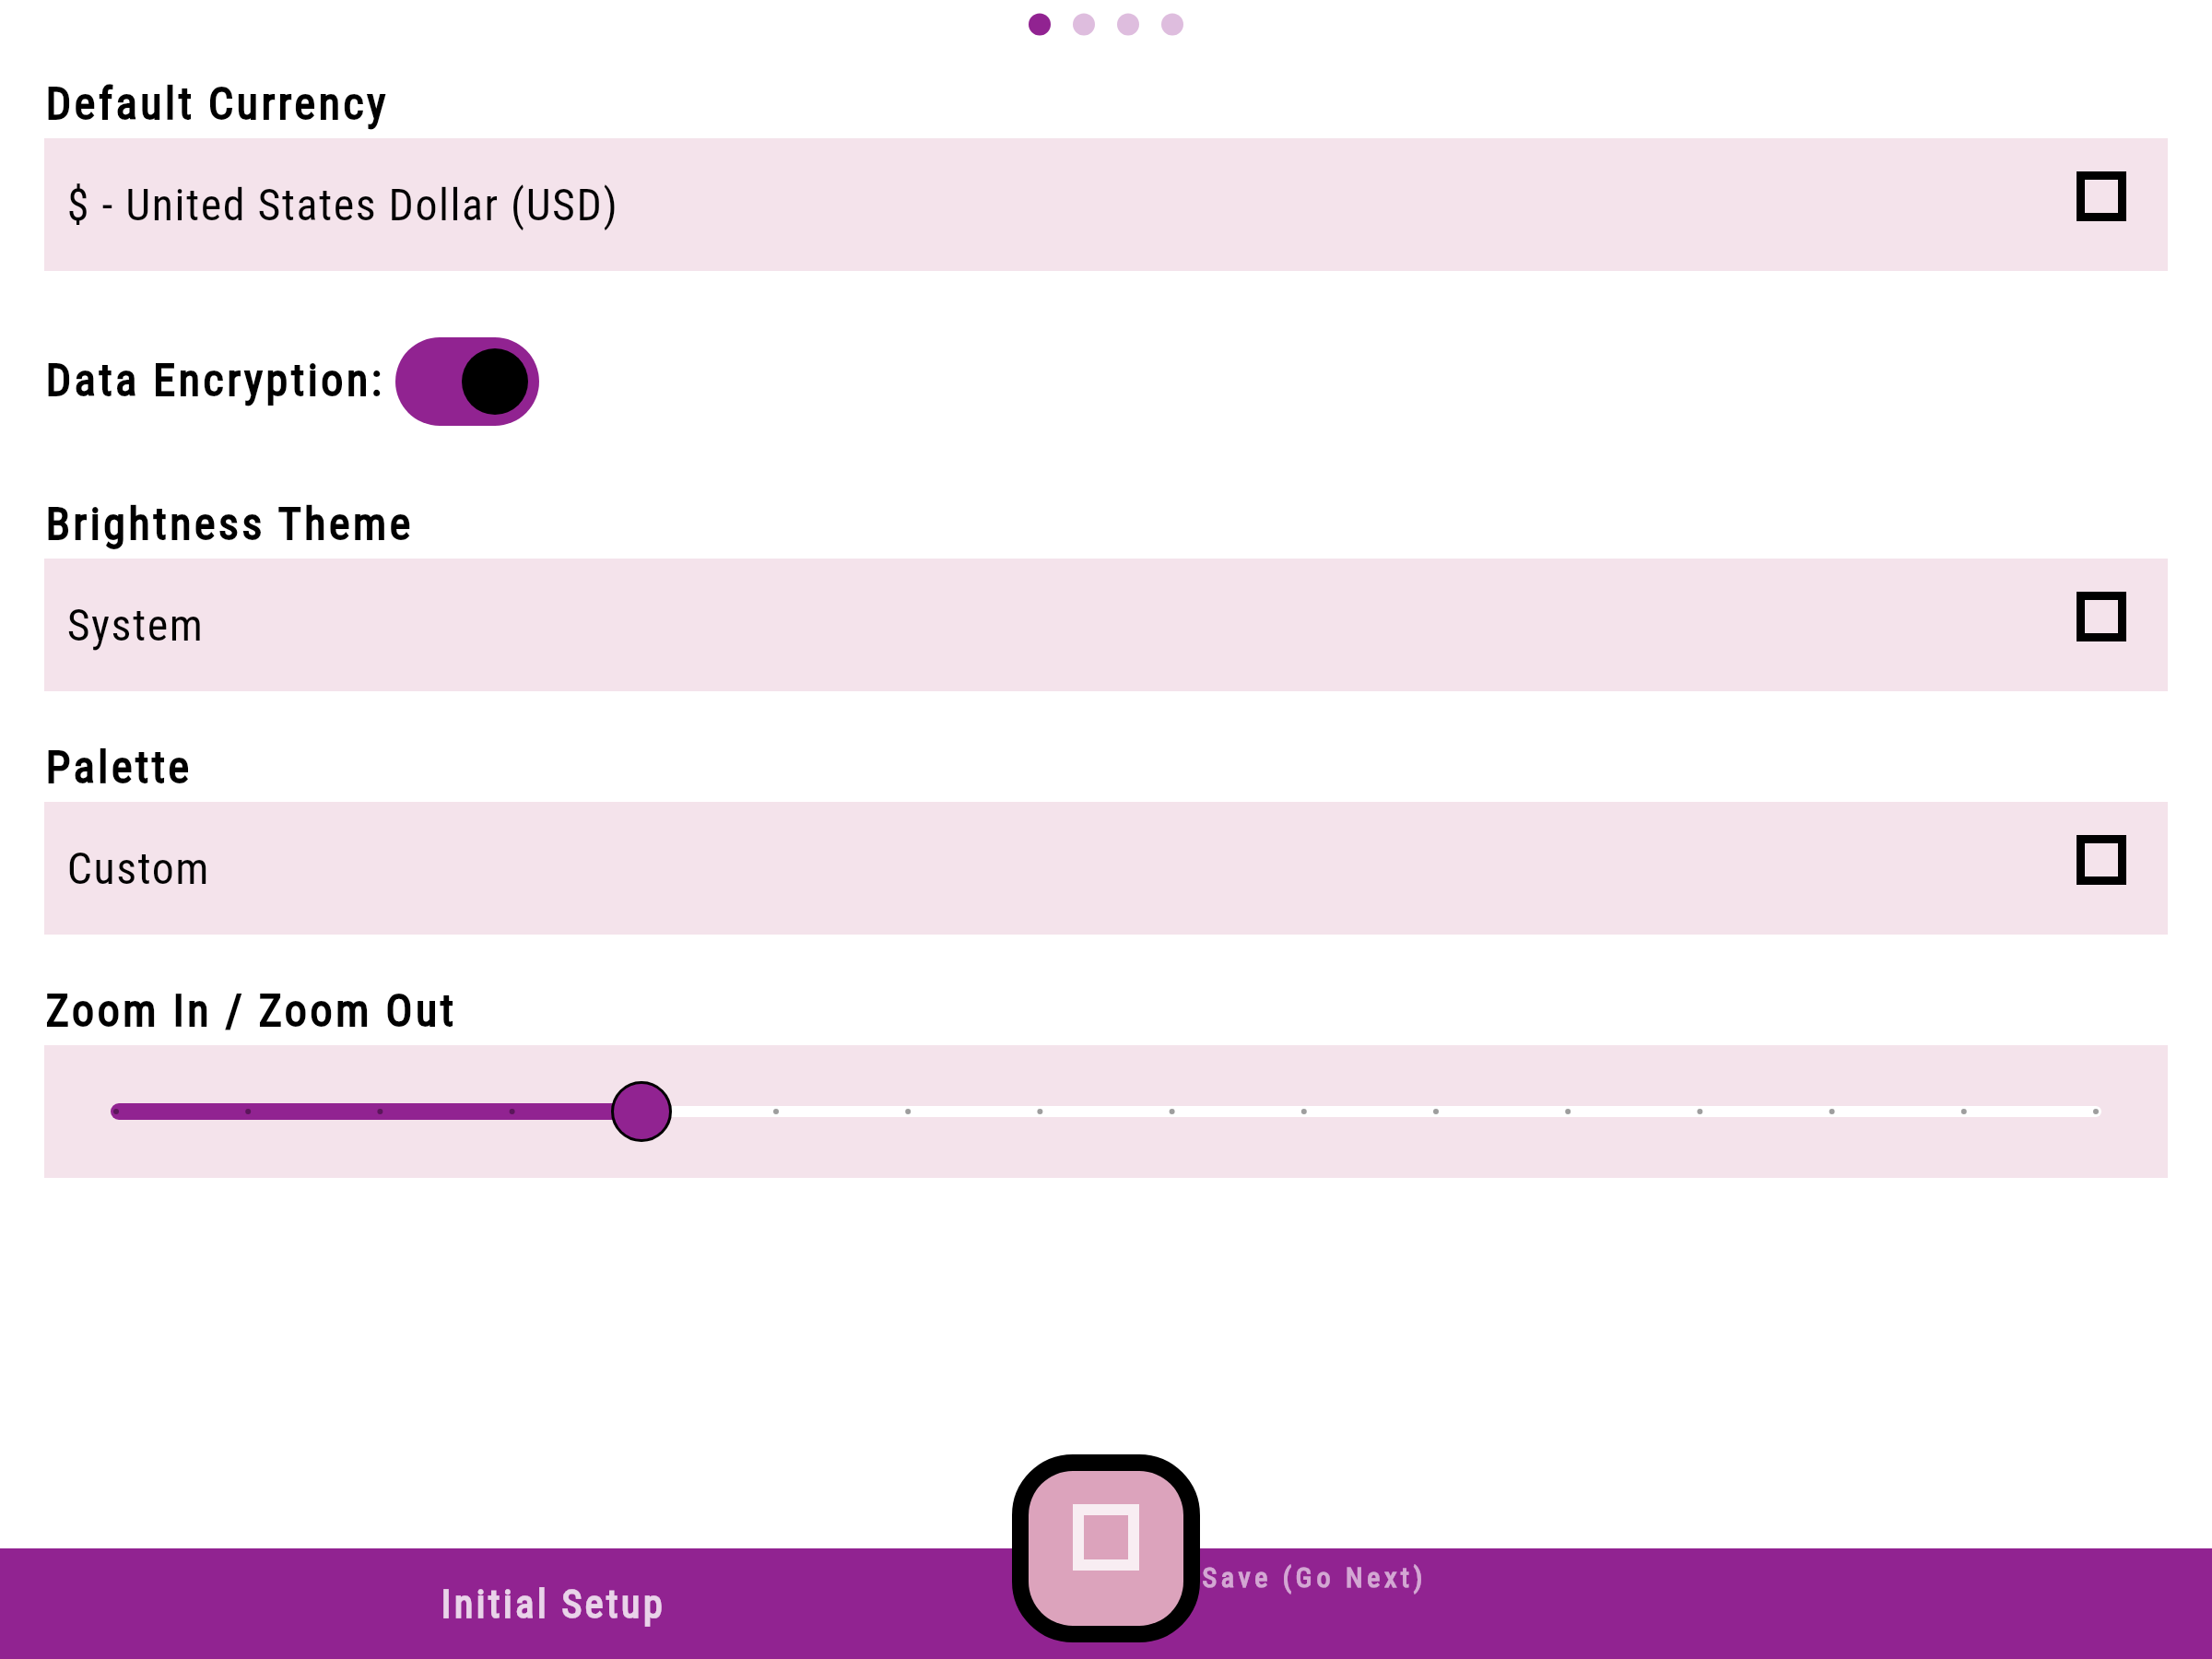 Default Currency
$ - United States Dollar (USD)
Data Encryption:
Brightness Theme
System
Palette
Custom
Zoom In / Zoom Out
Save (Go Next)
Initial Setup